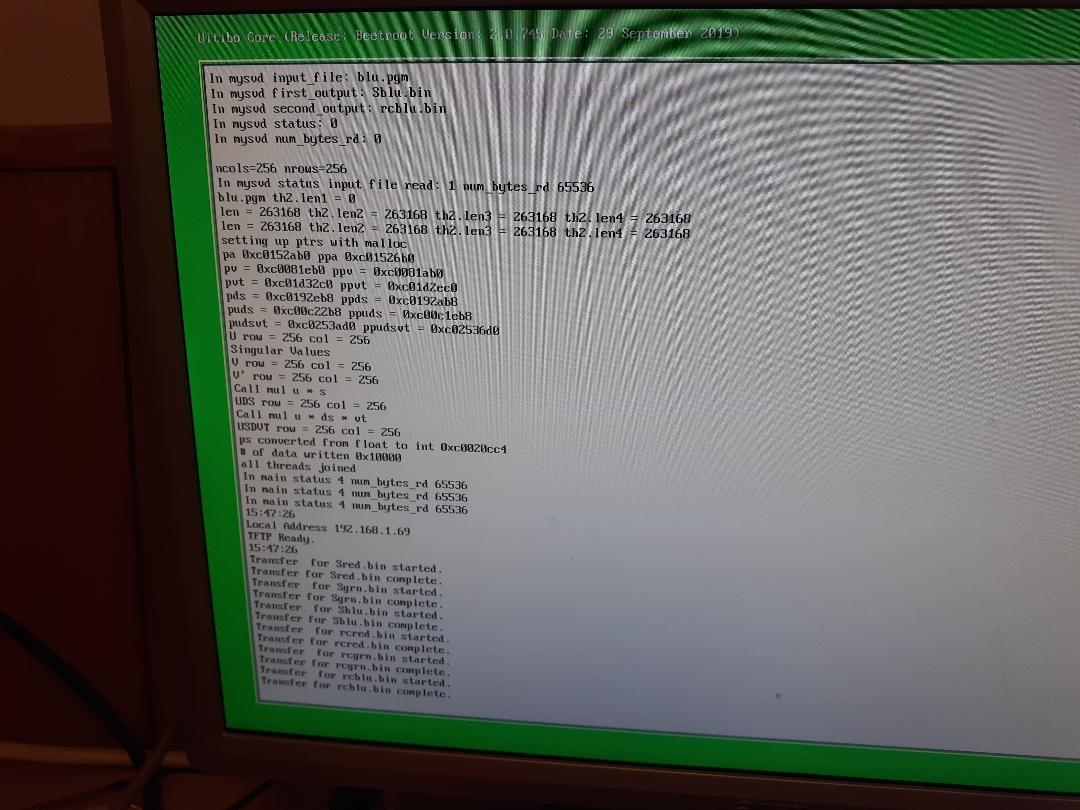 Ultibo Core (Release: Beetroot Version: 2.0.745 Date: 29 September 2019)
In mysvd input_file: blu.pgm
In mysvd first_output: Sblu.bin
In mysvd second_output: rcblu.bin
In mysvd status: 0
In mysvd num_bytes_rd: 0
ncols=256 nrows=256
In mysvd status input file read: 1 num_bytes_rd 65536
blu.pgm th2.len1 = 0
len = 263168 th2.len2 = 263168 th2.len3 = 263168 th2.len4 = 263168
len = 263168 th2.len2 = 263168 th2.len3 = 263168 th2.len4 = 263168
setting up ptrs with malloc
pa 0xc0152ab0 ppa 0xc01526b0
pv = 0xc0081eb0 ppv = 0xc0081ab0
pvt = 0xc01d32c0 ppvt = 0xc01d2ec0
pds = 0xc0192eb8 ppds = 0xc0192ab8
puds = 0xc00c22b8 ppuds = 0xc00c1eb8
pudsvt = 0xc0253ad0 ppudsvt = 0xc02536d0
U row = 256 col = 256
Singular Values
V row = 256 col = 256
V' row = 256 col = 256
Call mul u * s
UDS row = 256 col = 256
Call mul u * ds * vt
USDVT row = 256 col = 256
ps converted from float to int 0xc0020cc4
# of data written 0x10000
all threads joined
In main status 4 num_bytes_rd 65536
In main status 4 num_bytes_rd 65536
In main status 4 num_bytes_rd 65536
15:47:26
Local Address 192.168.1.69
TFTP Ready.
15:47:26
Transfer  for Sred.bin started.
Transfer for Sred.bin complete.
Transfer  for Sgrn.bin started.
Transfer for Sgrn.bin complete.
Transfer  for Sblu.bin started.
Transfer for Sblu.bin complete.
Transfer  for rcred.bin started.
Transfer for rcred.bin complete.
Transfer  for rcgrn.bin started.
Transfer for rcgrn.bin complete.
Transfer  for rcblu.bin started.
Transfer for rcblu.bin complete.